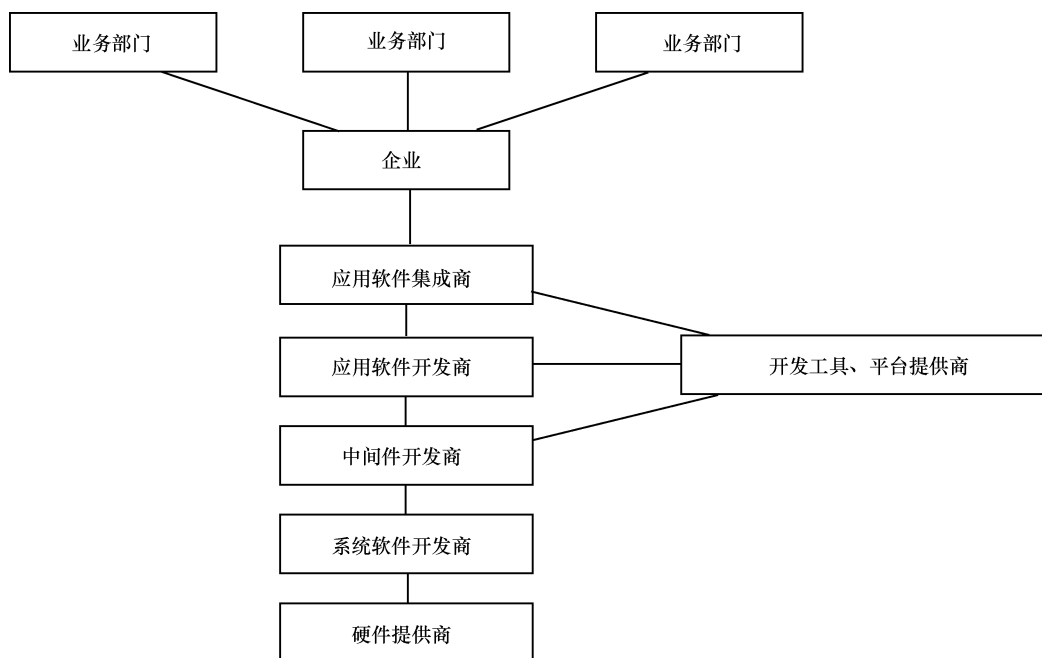 业务部门
业务部门
业务部门
企业
应用软件集成商
应用软件开发商
开发工具、平台提供商
中间件开发商
系统软件开发商
硬件提供商